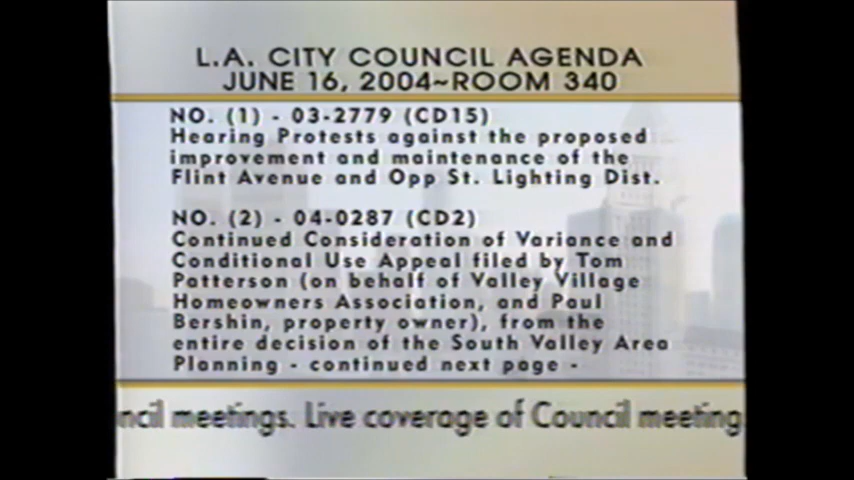 L.A. CITY COUNCIL AGENDA
JUNE 16, 2004~ROOM 340
NO. (1) - 03-2779 (CD15)
Hearing Protests against the proposed
improvement and maintenance of the
Flint Avenue and Opp St. Lighting Dist.
NO. (2) - 04-0287 (CD2)
Continued Consideration of Variance and
Conditional Use Appeal filed by Tom
Patterson (on behalf of Valley Village
Homeowners Association, and Paul
Bershin, property owner), from the
entire decision of the South Valley Area
Planning - continued next page -
ncil meetings. Live coverage of Council meeting